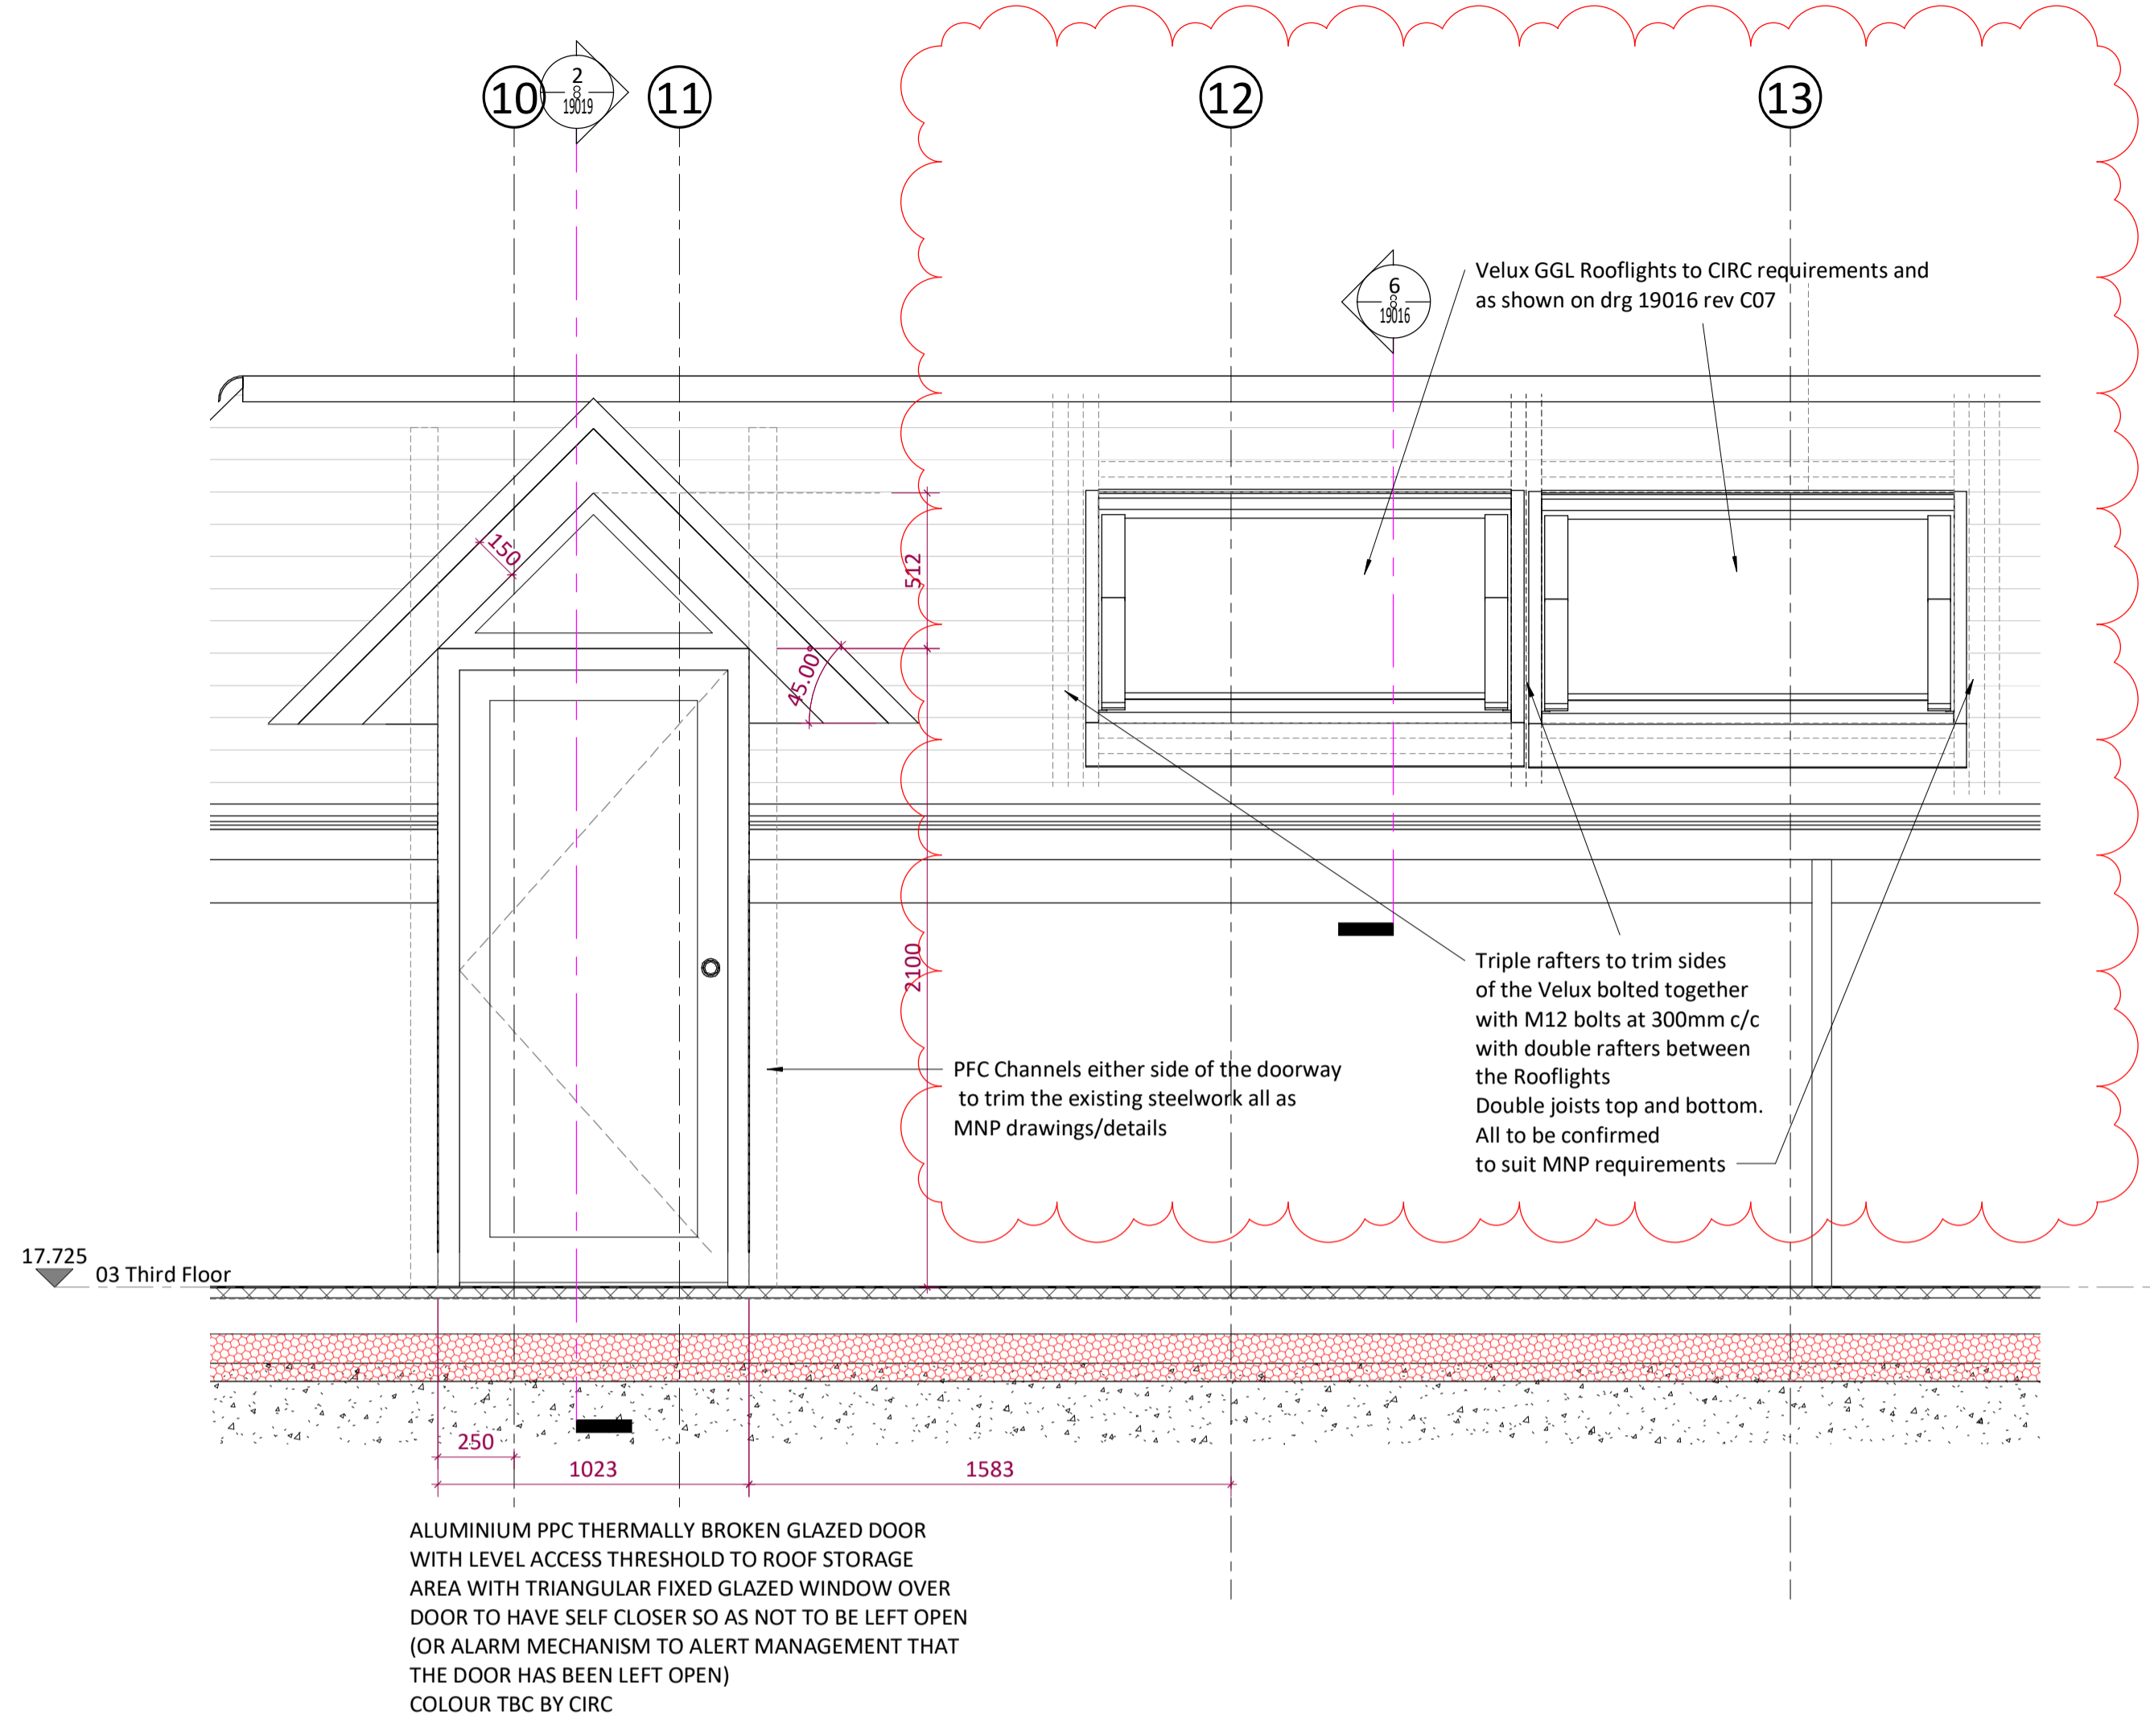 10
2
8
19019
11
12
13
6
8
19016
Velux GGL Rooflights to CIRC requirements and
as shown on drg 19016 rev C07
150
512
45.00°
2100
Triple rafters to trim sides
of the Velux bolted together
with M12 bolts at 300mm c/c
with double rafters between
the Rooflights
Double joists top and bottom.
All to be confirmed
to suit MNP requirements
PFC Channels either side of the doorway
to trim the existing steelwork all as
MNP drawings/details
17.725
03 Third Floor
250
1023
1583
ALUMINIUM PPC THERMALLY BROKEN GLAZED DOOR
WITH LEVEL ACCESS THRESHOLD TO ROOF STORAGE
AREA WITH TRIANGULAR FIXED GLAZED WINDOW OVER
DOOR TO HAVE SELF CLOSER SO AS NOT TO BE LEFT OPEN
(OR ALARM MECHANISM TO ALERT MANAGEMENT THAT
THE DOOR HAS BEEN LEFT OPEN)
COLOUR TBC BY CIRC